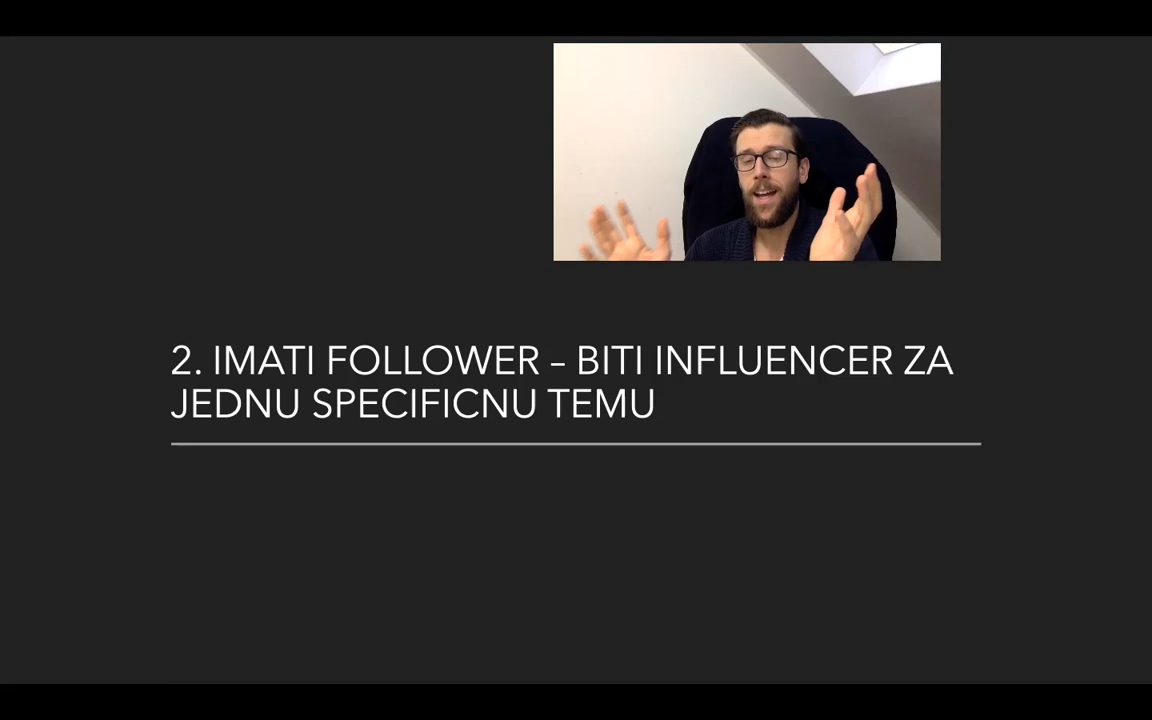 2. IMATI FOLLOWER – BITI INFLUENCER ZA
JEDNU SPECIFICNU TEMU